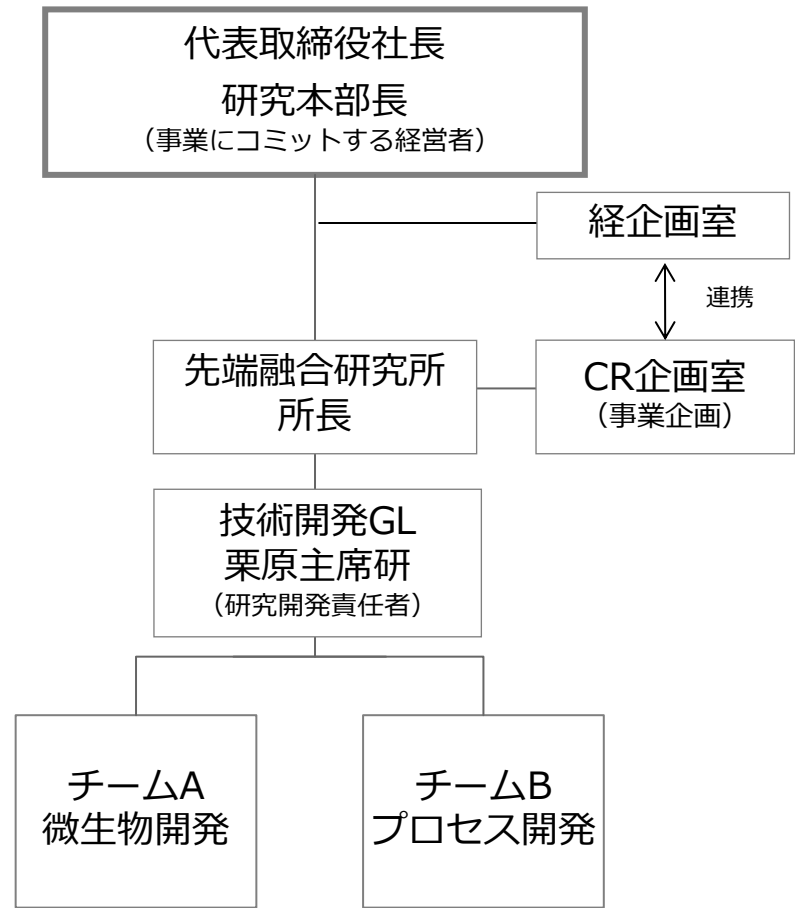 代表取締役社長
研究本部長
（事業にコミットする経営者）
経企画室
連携
先端融合研究所
所長
CR企画室
（事業企画）
技術開発GL
栗原主席研
（研究開発責任者）
チームA
微生物開発
チームB
プロセス開発